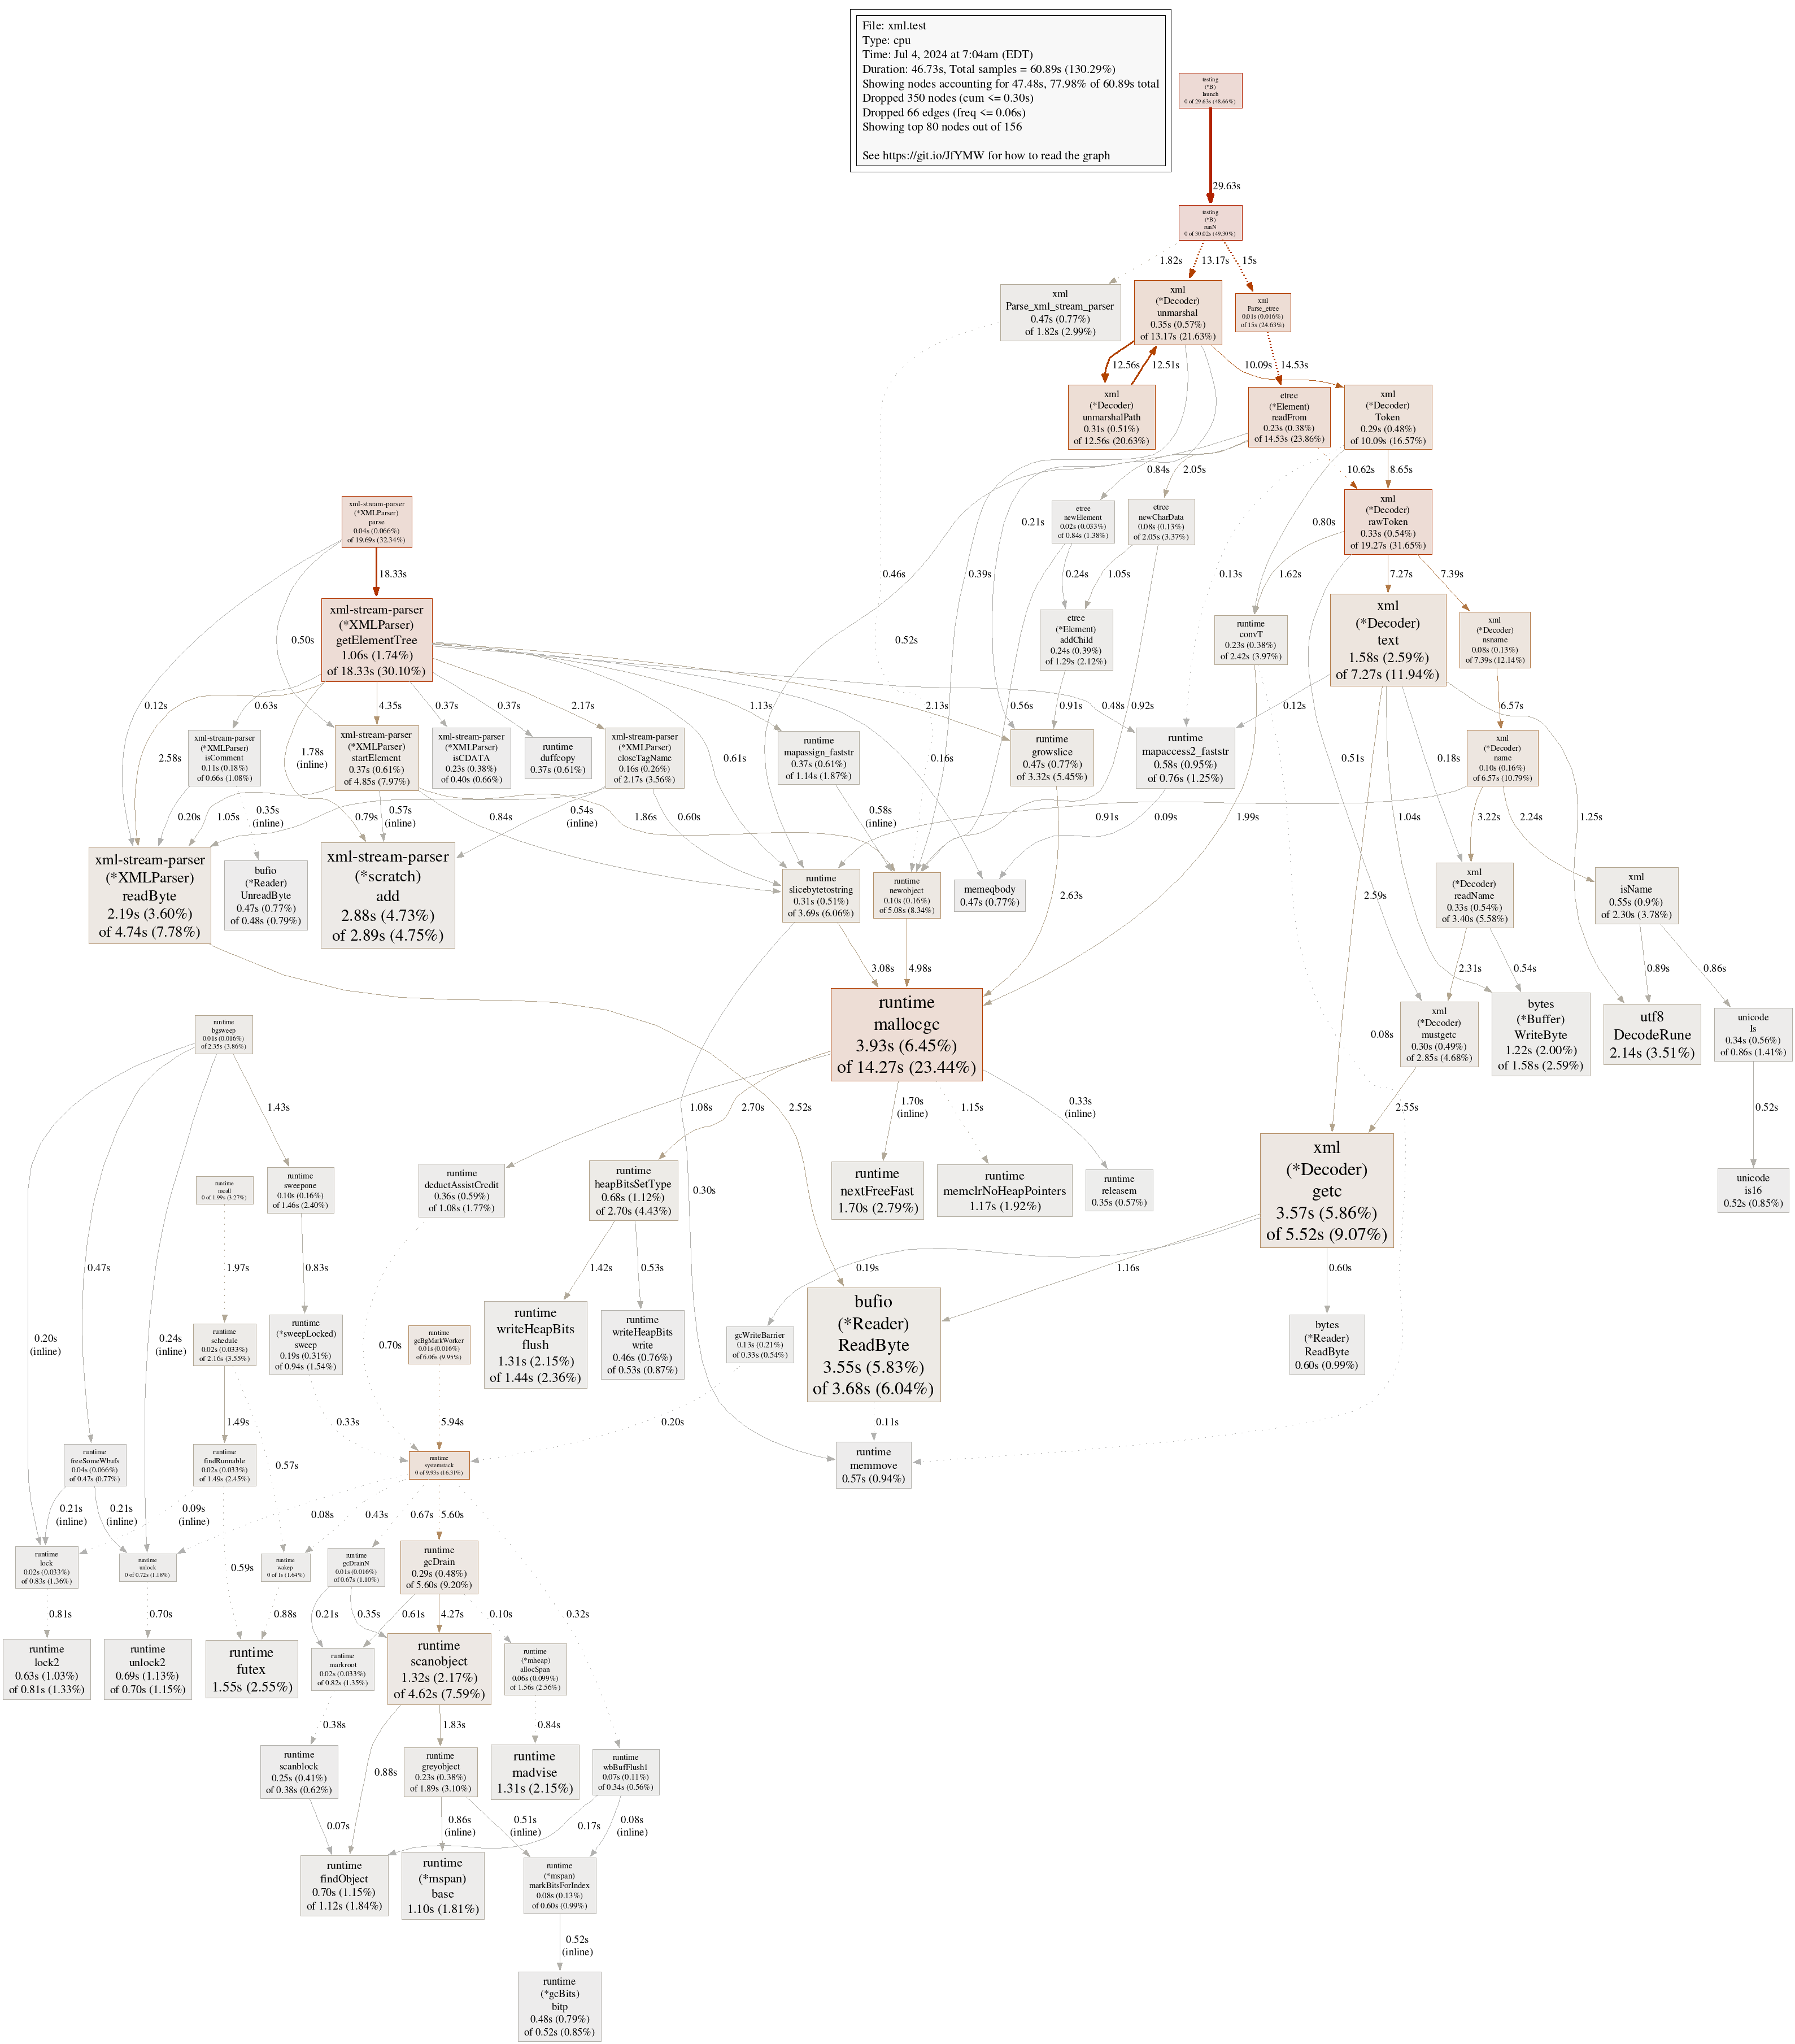 File: xml.test
Type: cpu
Time: Jul 4, 2024 at 7:04am (EDT)
Duration: 46.73s, Total samples = 60.89s (130.29%)
Showing nodes accounting for 47.48s, 77.98% of 60.89s total
Dropped 350 nodes (cum <= 0.30s)
Dropped 66 edges (freq <= 0.06s)
Showing top 80 nodes out of 156
See https://git.io/JfYMW for how to read the graph
testing
(*B)
launch
0 of 29.63s (48.66%)
29.63s
testing
(*B)
runN
0 of 30.02s (49.30%)
1.82s
13.17s
15s
xml
Parse_xml_stream_parser
0.47s (0.77%)
of 1.82s (2.99%)
xml
(*Decoder)
unmarshal
0.35s (0.57%)
of 13.17s (21.63%)
xml
Parse_etree
0.01s (0.016%)
of 15s (24.63%)
12.56s
12.51s
10.09s
14.53s
xml
(*Decoder)
unmarshalPath
0.31s (0.51%)
of 12.56s (20.63%)
etree
(*Element)
readFrom
0.23s (0.38%)
of 14.53s (23.86%)
xml
(*Decoder)
Token
0.29s (0.48%)
of 10.09s (16.57%)
0.84s
2.05s
10.62s
8.65s
xml-stream-parser
(*XMLParser)
parse
0.04s (0.066%)
of 19.69s (32.34%)
etree
newElement
0.02s (0.033%)
of 0.84s (1.38%)
etree
newCharData
0.08s (0.13%)
of 2.05s (3.37%)
xml
(*Decoder)
rawToken
0.33s (0.54%)
of 19.27s (31.65%)
0.21s
0.80s
18.33s
0.46s
0.39s
0.24s
1.05s
0.13s
1.62s
7.27s
7.39s
xml-stream-parser
(*XMLParser)
getElementTree
1.06s (1.74%)
of 18.33s (30.10%)
etree
(*Element)
addChild
0.24s (0.39%)
of 1.29s (2.12%)
runtime
convT
0.23s (0.38%)
of 2.42s (3.97%)
xml
(*Decoder)
text
1.58s (2.59%)
of 7.27s (11.94%)
xml
(*Decoder)
nsname
0.08s (0.13%)
of 7.39s (12.14%)
0.50s
0.52s
0.12s
0.63s
4.35s
0.37s
0.37s
2.17s
1.13s
2.13s
0.56s
0.91s
0.92s
0.48s
0.12s
6.57s
xml-stream-parser
(*XMLParser)
isComment
0.11s (0.18%)
of 0.66s (1.08%)
xml-stream-parser
(*XMLParser)
startElement
0.37s (0.61%)
of 4.85s (7.97%)
xml-stream-parser
(*XMLParser)
isCDATA
0.23s (0.38%)
of 0.40s (0.66%)
runtime
duffcopy
0.37s (0.61%)
xml-stream-parser
(*XMLParser)
closeTagName
0.16s (0.26%)
of 2.17s (3.56%)
runtime
mapassign_faststr
0.37s (0.61%)
of 1.14s (1.87%)
runtime
growslice
0.47s (0.77%)
of 3.32s (5.45%)
runtime
mapaccess2_faststr
0.58s (0.95%)
of 0.76s (1.25%)
xml
(*Decoder)
name
0.10s (0.16%)
of 6.57s (10.79%)
2.58s
1.78s
(inline)
0.61s
0.16s
0.51s
0.18s
0.20s
0.35s
(inline)
1.05s
0.79s
0.57s
(inline)
0.84s
0.54s
(inline)
1.86s
0.60s
0.58s
(inline)
0.91s
0.09s
1.99s
1.04s
3.22s
2.24s
1.25s
xml-stream-parser
(*XMLParser)
readByte
2.19s (3.60%)
of 4.74s (7.78%)
bufio
(*Reader)
UnreadByte
0.47s (0.77%)
of 0.48s (0.79%)
xml-stream-parser
(*scratch)
add
2.88s (4.73%)
of 2.89s (4.75%)
runtime
slicebytetostring
0.31s (0.51%)
of 3.69s (6.06%)
runtime
newobject
0.10s (0.16%)
of 5.08s (8.34%)
memeqbody
0.47s (0.77%)
xml
(*Decoder)
readName
0.33s (0.54%)
of 3.40s (5.58%)
xml
isName
0.55s (0.9%)
of 2.30s (3.78%)
2.63s
2.59s
3.08s
4.98s
2.31s
0.54s
0.89s
0.86s
runtime
mallocgc
3.93s (6.45%)
of 14.27s (23.44%)
xml
(*Decoder)
mustgetc
0.30s (0.49%)
of 2.85s (4.68%)
bytes
(*Buffer)
WriteByte
1.22s (2.00%)
of 1.58s (2.59%)
utf8
DecodeRune
2.14s (3.51%)
unicode
Is
0.34s (0.56%)
of 0.86s (1.41%)
runtime
bgsweep
0.01s (0.016%)
of 2.35s (3.86%)
0.08s
1.43s
1.08s
2.70s
2.52s
1.70s
(inline)
1.15s
0.33s
(inline)
2.55s
0.52s
runtime
mcall
0 of 1.99s (3.27%)
runtime
sweepone
0.10s (0.16%)
of 1.46s (2.40%)
runtime
deductAssistCredit
0.36s (0.59%)
of 1.08s (1.77%)
runtime
heapBitsSetType
0.68s (1.12%)
of 2.70s (4.43%)
0.30s
runtime
nextFreeFast
1.70s (2.79%)
runtime
memclrNoHeapPointers
1.17s (1.92%)
runtime
releasem
0.35s (0.57%)
xml
(*Decoder)
getc
3.57s (5.86%)
of 5.52s (9.07%)
unicode
is16
0.52s (0.85%)
0.47s
1.97s
0.83s
1.42s
0.53s
0.19s
1.16s
0.60s
0.20s
(inline)
0.24s
(inline)
runtime
schedule
0.02s (0.033%)
of 2.16s (3.55%)
runtime
(*sweepLocked)
sweep
0.19s (0.31%)
of 0.94s (1.54%)
0.70s
runtime
gcBgMarkWorker
0.01s (0.016%)
of 6.06s (9.95%)
runtime
writeHeapBits
flush
1.31s (2.15%)
of 1.44s (2.36%)
runtime
writeHeapBits
write
0.46s (0.76%)
of 0.53s (0.87%)
gcWriteBarrier
0.13s (0.21%)
of 0.33s (0.54%)
bufio
(*Reader)
ReadByte
3.55s (5.83%)
of 3.68s (6.04%)
bytes
(*Reader)
ReadByte
0.60s (0.99%)
1.49s
0.33s
5.94s
0.20s
0.11s
runtime
freeSomeWbufs
0.04s (0.066%)
of 0.47s (0.77%)
runtime
findRunnable
0.02s (0.033%)
of 1.49s (2.45%)
0.57s
runtime
systemstack
0 of 9.93s (16.31%)
runtime
memmove
0.57s (0.94%)
0.21s
(inline)
0.21s
(inline)
0.09s
(inline)
0.08s
0.43s
0.67s
5.60s
runtime
lock
0.02s (0.033%)
of 0.83s (1.36%)
runtime
unlock
0 of 0.72s (1.18%)
0.59s
runtime
wakep
0 of 1s (1.64%)
runtime
gcDrainN
0.01s (0.016%)
of 0.67s (1.10%)
runtime
gcDrain
0.29s (0.48%)
of 5.60s (9.20%)
0.81s
0.70s
0.88s
0.21s
0.35s
0.61s
4.27s
0.10s
0.32s
runtime
lock2
0.63s (1.03%)
of 0.81s (1.33%)
runtime
unlock2
0.69s (1.13%)
of 0.70s (1.15%)
runtime
futex
1.55s (2.55%)
runtime
markroot
0.02s (0.033%)
of 0.82s (1.35%)
runtime
scanobject
1.32s (2.17%)
of 4.62s (7.59%)
runtime
(*mheap)
allocSpan
0.06s (0.099%)
of 1.56s (2.56%)
0.38s
1.83s
0.84s
runtime
scanblock
0.25s (0.41%)
of 0.38s (0.62%)
0.88s
runtime
greyobject
0.23s (0.38%)
of 1.89s (3.10%)
runtime
madvise
1.31s (2.15%)
runtime
wbBufFlush1
0.07s (0.11%)
of 0.34s (0.56%)
0.07s
0.86s
(inline)
0.51s
(inline)
0.17s
0.08s
(inline)
runtime
findObject
0.70s (1.15%)
of 1.12s (1.84%)
runtime
(*mspan)
base
1.10s (1.81%)
runtime
(*mspan)
markBitsForIndex
0.08s (0.13%)
of 0.60s (0.99%)
0.52s
(inline)
runtime
(*gcBits)
bitp
0.48s (0.79%)
of 0.52s (0.85%)